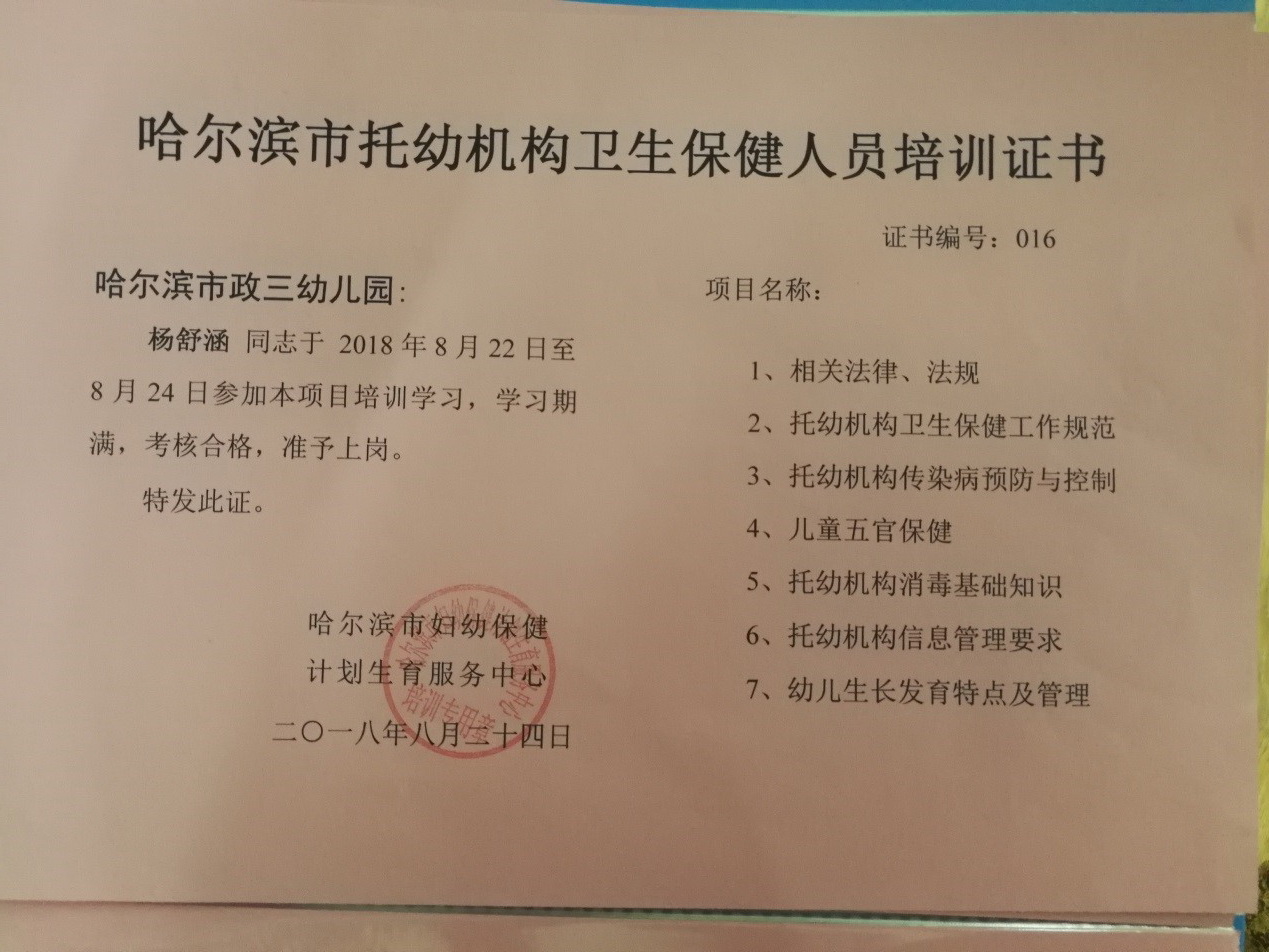 哈尔滨市托幼机构卫生保健人员培训证书
证书编号：016
哈尔滨市政三幼儿园：
杨舒涵 同志于 2018 年 8 月 22 日至
8 月 24 日参加本项目培训学习，学习期
满，考核合格，准予上岗。
特发此证。
哈尔滨市妇幼保健
计划生育服务中心
二〇一八年八月二十四日
培训专用章
项目名称：
1、相关法律、法规
2、托幼机构卫生保健工作规范
3、托幼机构传染病预防与控制
4、儿童五官保健
5、托幼机构消毒基础知识
6、托幼机构信息管理要求
7、幼儿生长发育特点及管理